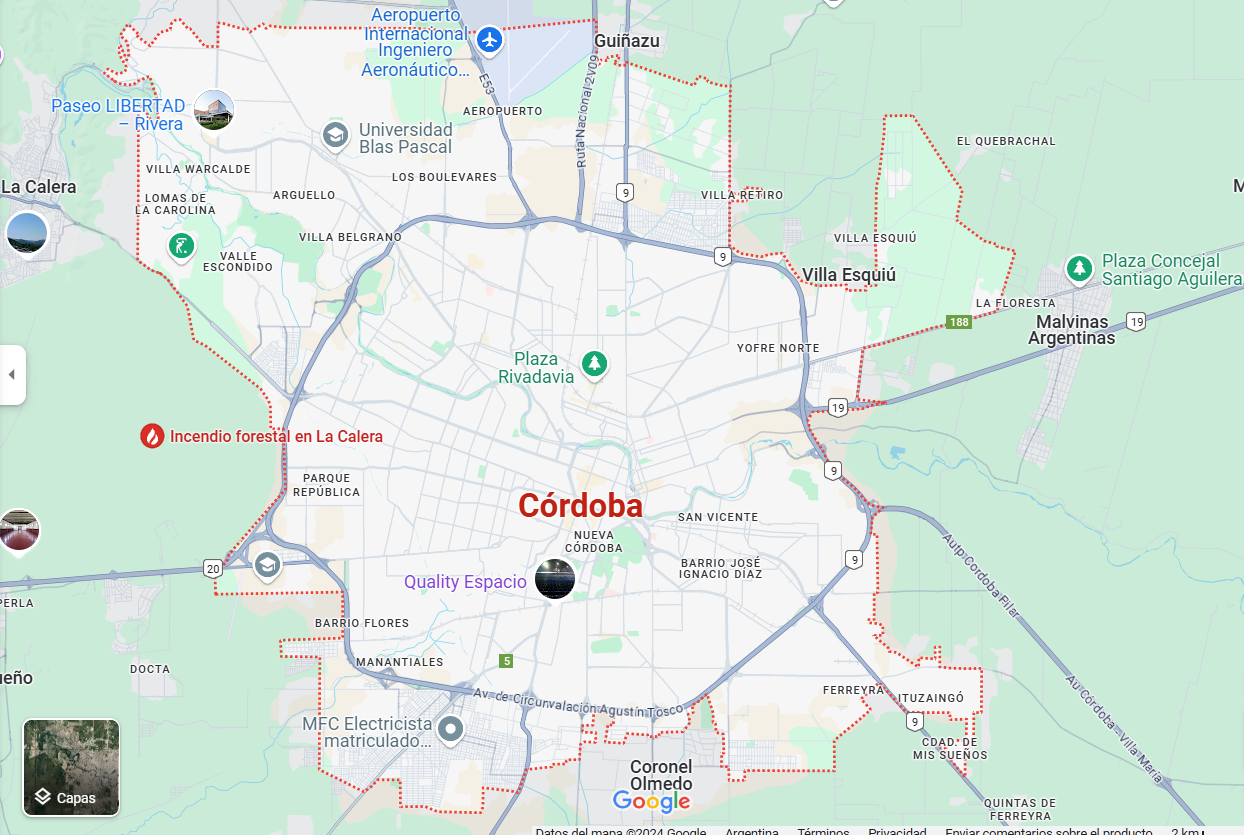 Aeropuerto
Internacional
Ingeniero
Aeronáutico...
Guiñazu
E53
Ruta Nacional 2V09
AEROPUERTO
Paseo LIBERTAD
– Rivera
Universidad
Blas Pascal
EL QUEBRACHAL
VILLA WARCALDE
LOS BOULEVARES
La Calera
ARGUELLO
9
VILLA RETIRO
LOMAS DE
LA CAROLINA
VILLA BELGRANO
VILLA ESQUIÚ
VALLE
ESCONDIDO
9
Villa Esquiú
Plaza Concejal
Santiago Aguilera
LA FLORESTA
188
Malvinas
Argentinas
19
YOFRE NORTE
Plaza
Rivadavia
19
Incendio forestal en La Calera
9
PARQUE
REPÚBLICA
Córdoba
SAN VICENTE
NUEVA
CÓRDOBA
Autp Cordoba Pilar
9
BARRIO JOSÉ
IGNACIO DÍAZ
20
Quality Espacio
BARRIO FLORES
5
MANANTIALES
DOCTA
Av. de Circunvalación Agustín Tosco
FERREYRA
ITUZAINGÓ
Au Córdoba - Villa María
9
MFC Electricista
matriculado...
CDAD. DE
MIS SUEÑOS
Coronel
Olmedo
Capas
Google
QUINTAS DE
FERREYRA
Datos del mapa ©2024 Google Argentina Términos Privacidad Enviar comentarios sobre el producto 2 km